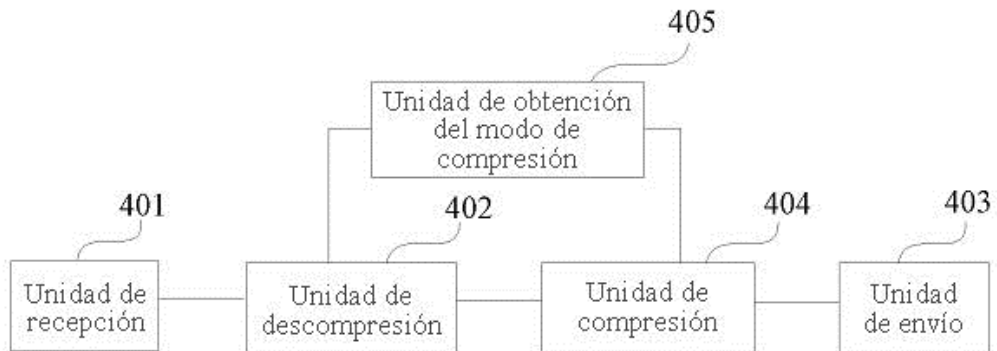 405
Unidad de obtención
del modo de
compresión
401
402
404
403
Unidad de
recepción
Unidad de
descompresión
Unidad de
compresión
Unidad
de envío